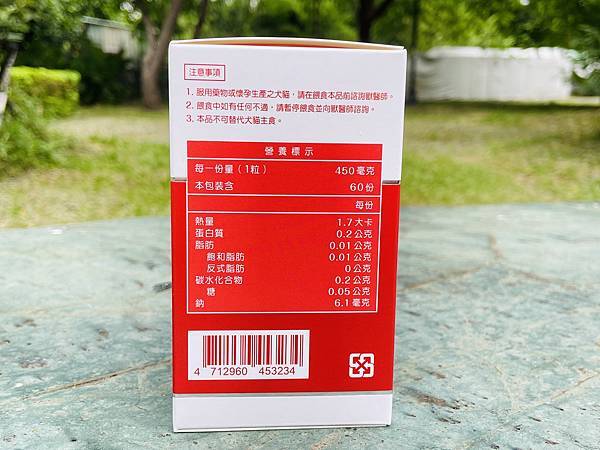 注意事項
1. 服用藥物或懷孕生產之犬貓，請在餵食本品前諮詢獸醫師。
2. 餵食中如有任何不適，請暫停餵食並向獸醫師諮詢。
3. 本品不可替代犬貓主食。
營養標示
每一份量（1粒） 450毫克
本包裝含 60份
每份
熱量 1.7大卡
蛋白質 0.2公克
脂肪 0.01公克
飽和脂肪 0.01公克
反式脂肪 0公克
碳水化合物 0.2公克
糖 0.05公克
鈉 6.1毫克
4 712960 453234